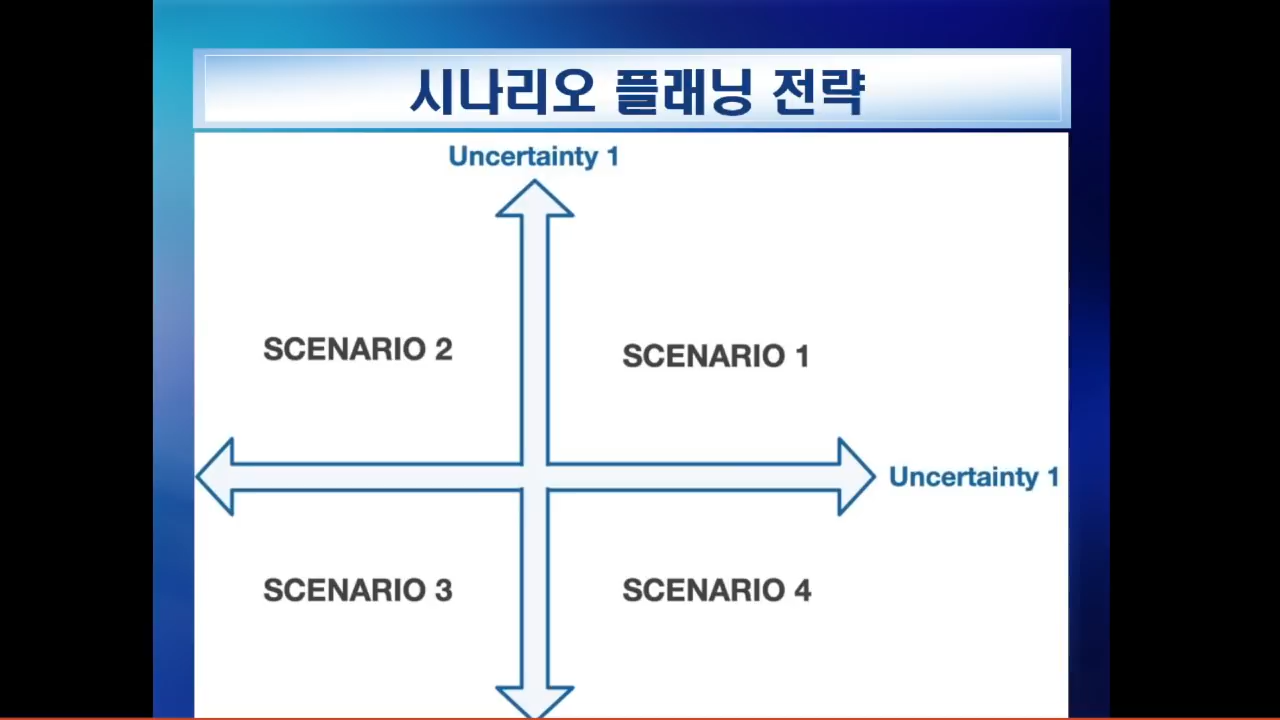 시나리오 플래닝 전략
Uncertainty 1
SCENARIO 2
SCENARIO 1
Uncertainty 1
SCENARIO 3
SCENARIO 4